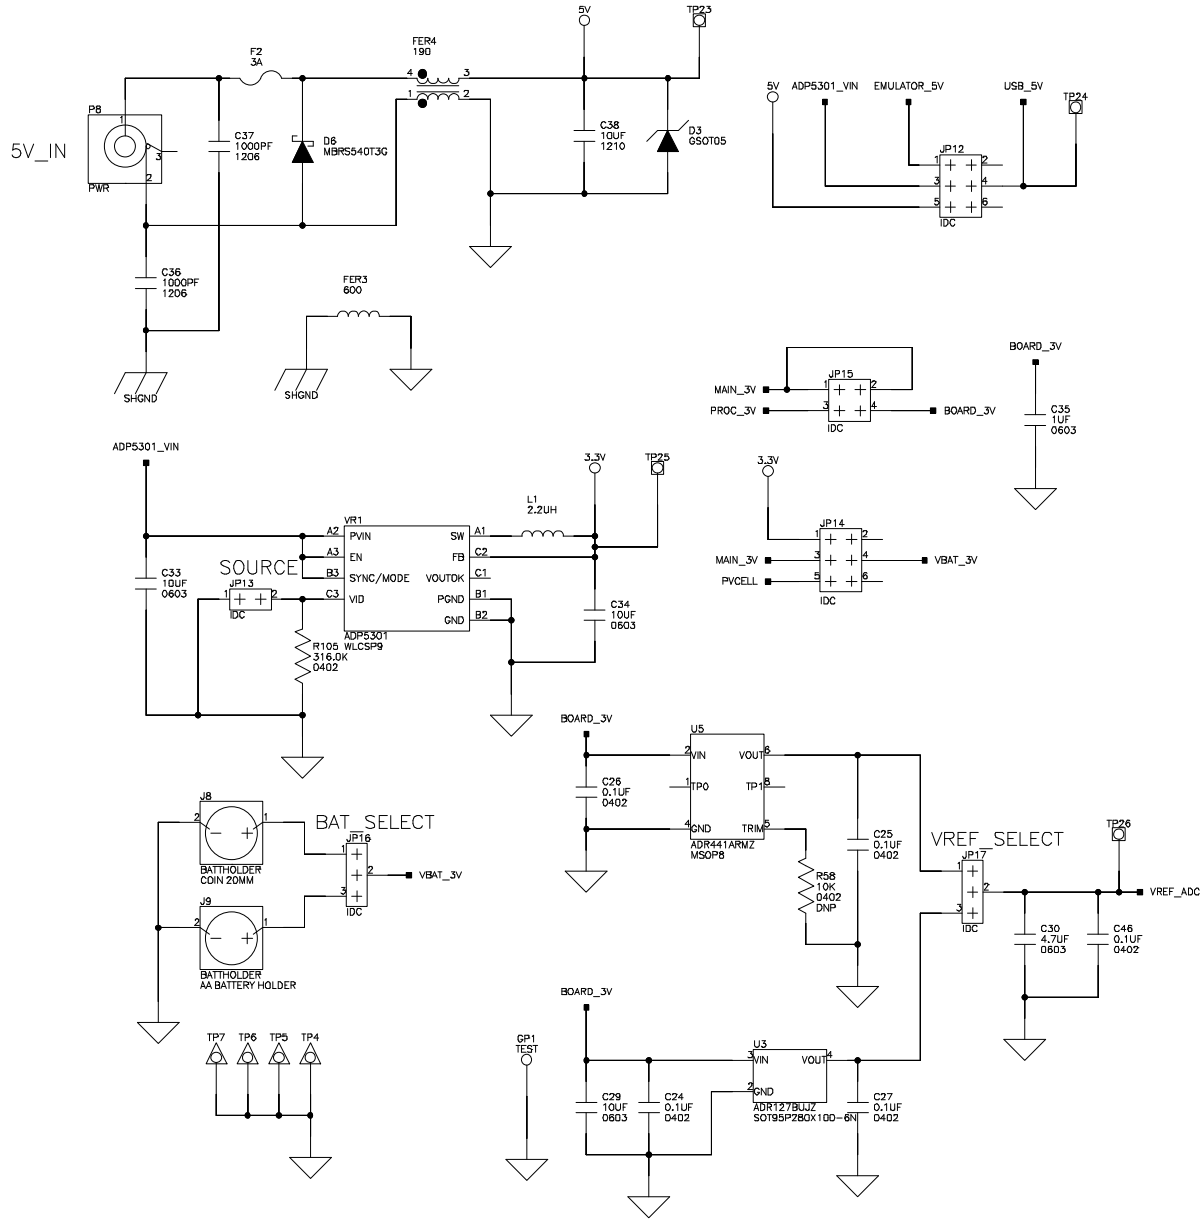 5V
TP23
F2
3A
FER4
190
4
3
1
2
P8
1
3
2
PWR
5V_IN
C37
1000PF
1206
D6
MBRS540T3G
C38
10UF
1210
D3
GSOT05
C36
1000PF
1206
SHGND
FER3
600
SHGND
5V
ADP5301_VIN
EMULATOR_5V
USB_5V
TP24
JP12
1
2
3
4
5
6
IDC
JP15
MAIN_3V
1
2
PROC_3V
3
4
BOARD_3V
IDC
BOARD_3V
C35
1UF
0603
ADP5301_VIN
3.3V
TP25
L1
2.2UH
VR1
A2
PVIN
SW
A1
A3
EN
FB
C2
B3
SYNC/MODE
VOUTOK
C1
C3
VID
PGND
B1
GND
B2
ADP5301
WLCSP9
C33
10UF
0603
SOURCE
JP13
1
2
IDC
R105
316.0K
0402
C34
10UF
0603
3.3V
JP14
1
2
MAIN_3V
3
4
VBAT_3V
PVCELL
5
6
IDC
J8
2
1
BATTHOLDER
COIN 20MM
J9
2
1
BATTHOLDER
AA BATTERY HOLDER
BAT_SELECT
JP16
1
2
3
IDC
VBAT_3V
BOARD_3V
C26
0.1UF
0402
U5
2
VIN
VOUT
6
1
TP0
TP1
8
4
GND
TRIM
5
ADR441ARMZ
MSOP8
C25
0.1UF
0402
R58
10K
0402
DNP
VREF_SELECT
JP17
1
2
3
IDC
TP26
VREF_ADC
C30
4.7UF
0603
C46
0.1UF
0402
TP7
TP6
TP5
TP4
GP1
TEST
BOARD_3V
C29
10UF
0603
C24
0.1UF
0402
U3
3
VIN
VOUT
4
2
GND
ADR127BUJZ
SOT95P280X100-6N
C27
0.1UF
0402